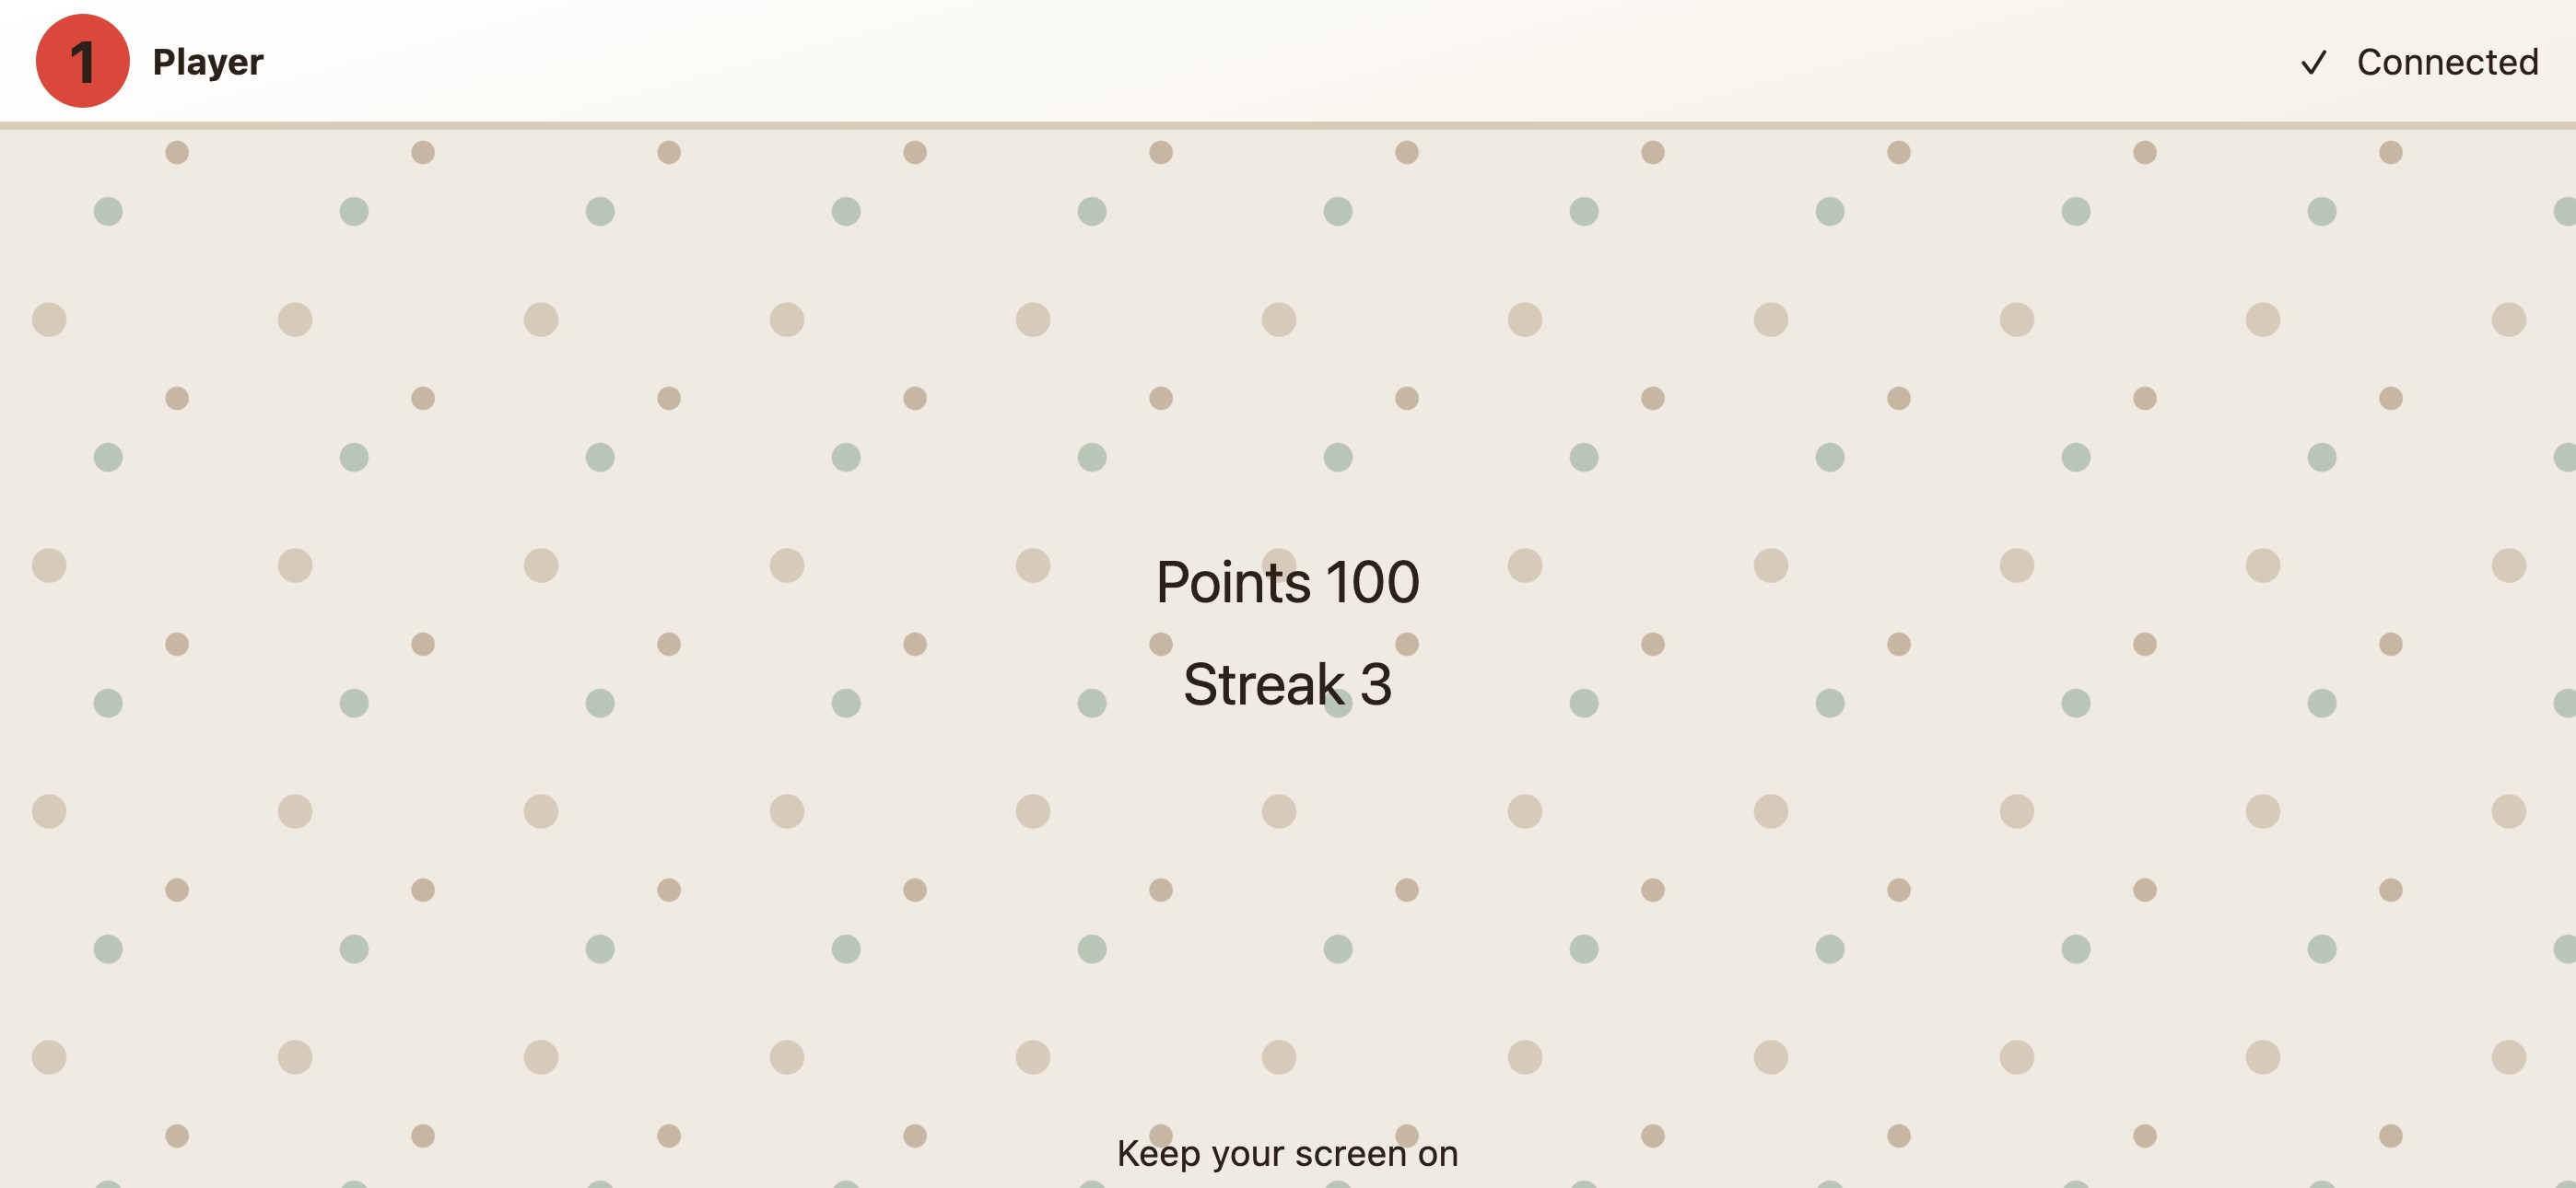 1 Player
✓ Connected
Points 100
Streak 3
Keep your screen on